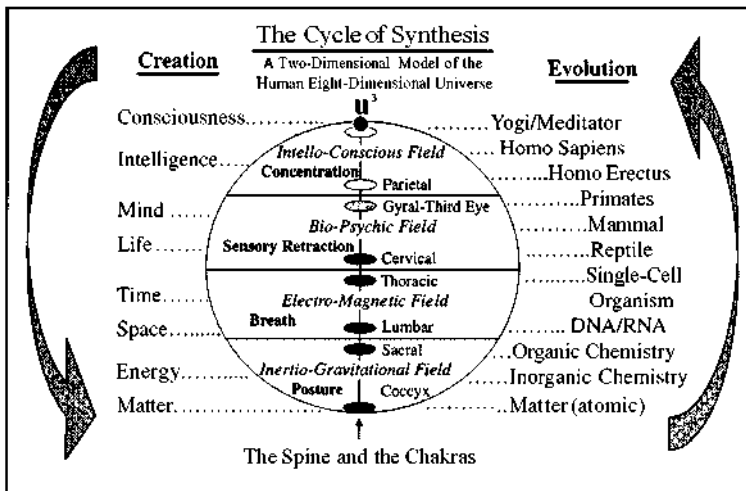 The Cycle of Synthesis
Creation
A Two-Dimensional Model of the
Human Eight-Dimensional Universe
Evolution
u³
Consciousness
Yogi/Meditator
Intello-Conscious Field
Homo Sapiens
Intelligence
Concentration
Homo Erectus
Parietal
Primates
Mind
Gyral-Third Eye
Bio-Psychic Field
Mammal
Life
Sensory Retraction
Reptile
Cervical
Thoracic
Single-Cell
Organism
Time
Electro-Magnetic Field
Space
Breath
Lumbar
DNA/RNA
Sacral
Organic Chemistry
Energy
Inertio-Gravitational Field
Inorganic Chemistry
Posture
Coccyx
Matter
Matter (atomic)
The Spine and the Chakras